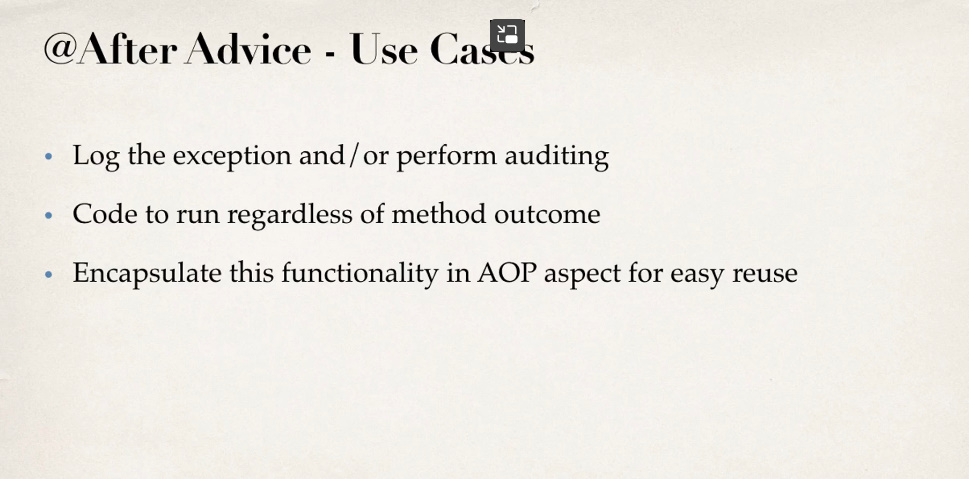 @After Advice - Use Cases
Log the exception and/or perform auditing
Code to run regardless of method outcome
Encapsulate this functionality in AOP aspect for easy reuse